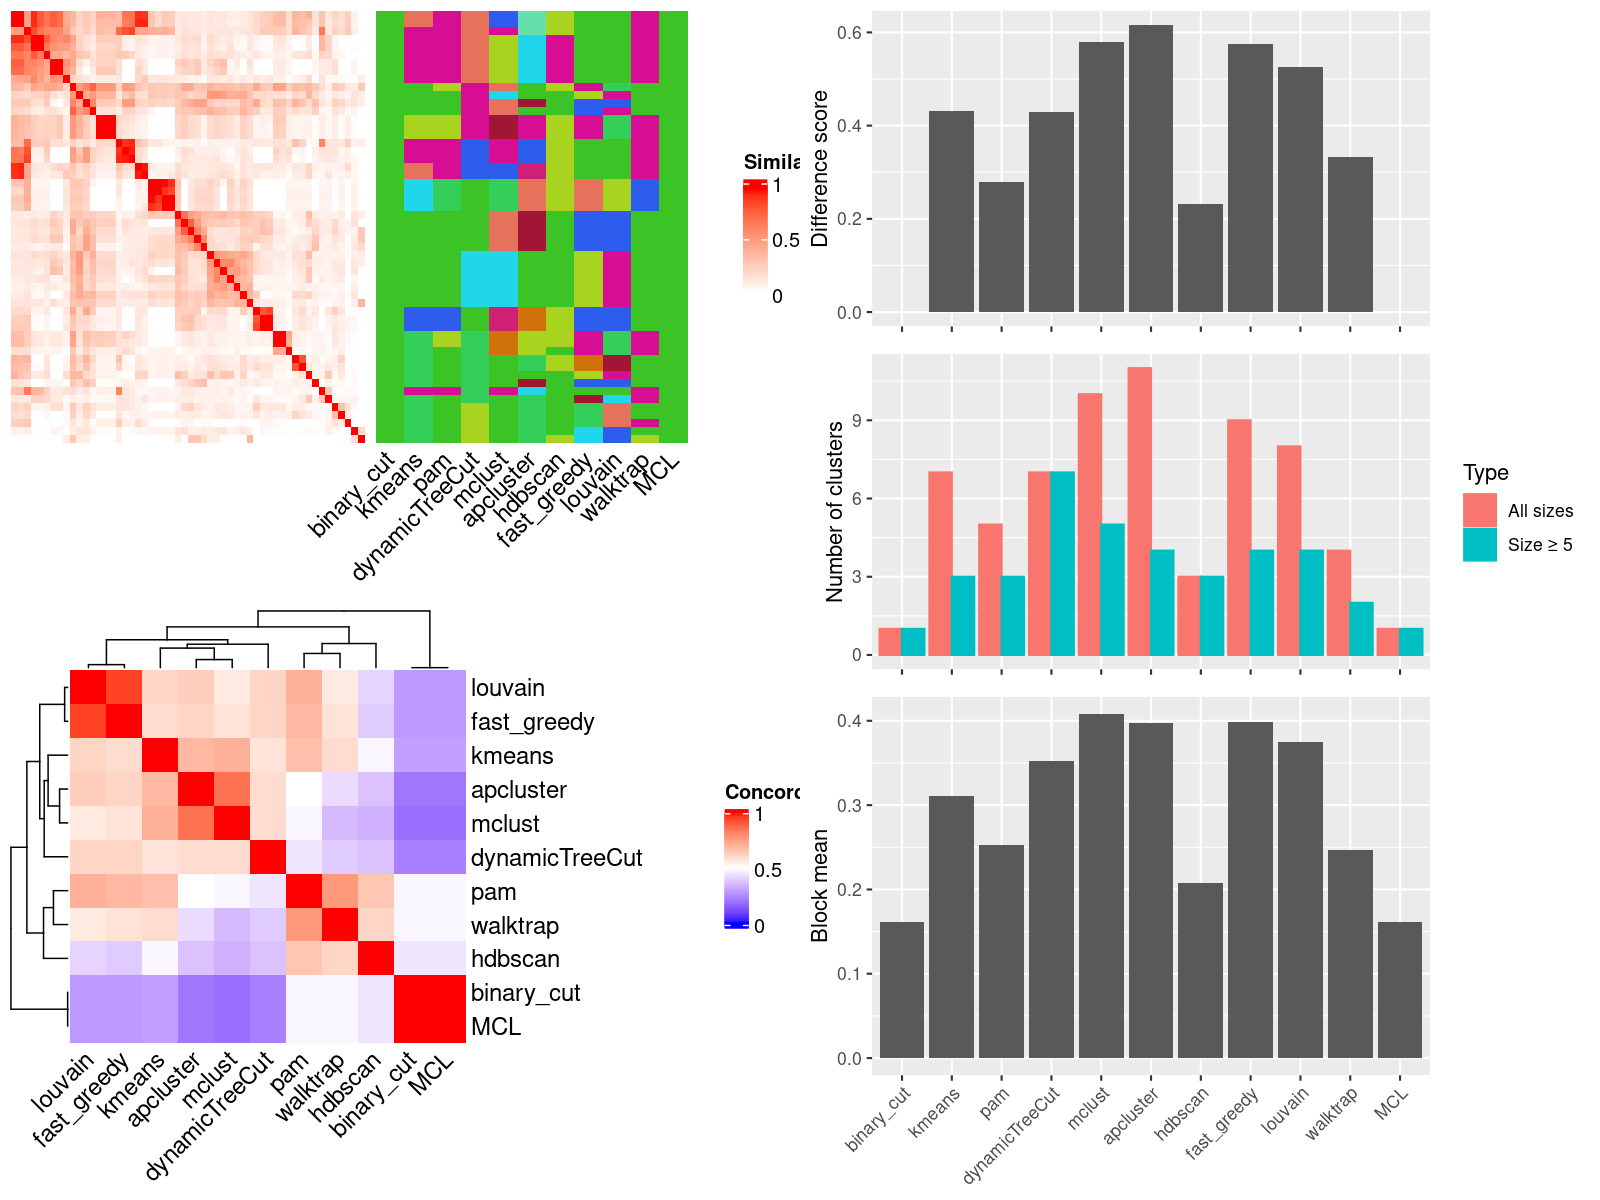 Simila
1
0.5
0
binary_cut
kmeans
pam
dynamicTreeCut
mclust
apcluster
hdbscan
fast_greedy
louvain
walktrap
MCL
louvain
fast_greedy
kmeans
apcluster
mclust
dynamicTreeCut
pam
walktrap
hdbscan
binary_cut
MCL
louvain
fast_greedy
kmeans
apcluster
mclust
dynamicTreeCut
pam
walktrap
hdbscan
binary_cut
MCL
Concord
1
0.5
0
Difference score
0.6
0.4
0.2
0.0
Number of clusters
9
6
3
0
Block mean
0.4
0.3
0.2
0.1
0.0
binary_cut
kmeans
pam
dynamicTreeCut
mclust
apcluster
hdbscan
fast_greedy
louvain
walktrap
MCL
Type
All sizes
Size ≥ 5